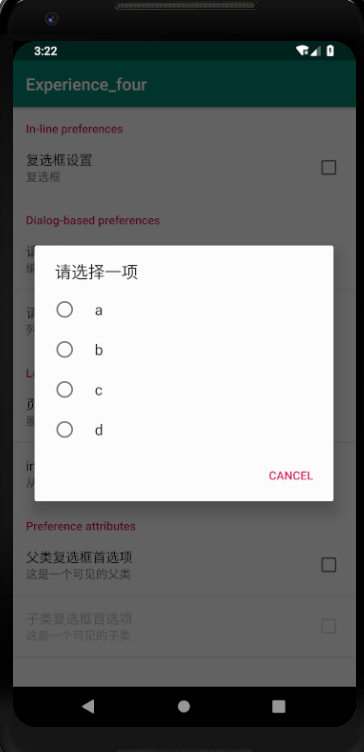 3:22
Experience_four
In-line preferences
复选框设置
复选框
Dialog-based preferences
请选择一项
a
b
c
d
CANCEL
Preference attributes
父类复选框首选项
这是一个可见的父类
子类复选框首选项
这是一个可见的子类